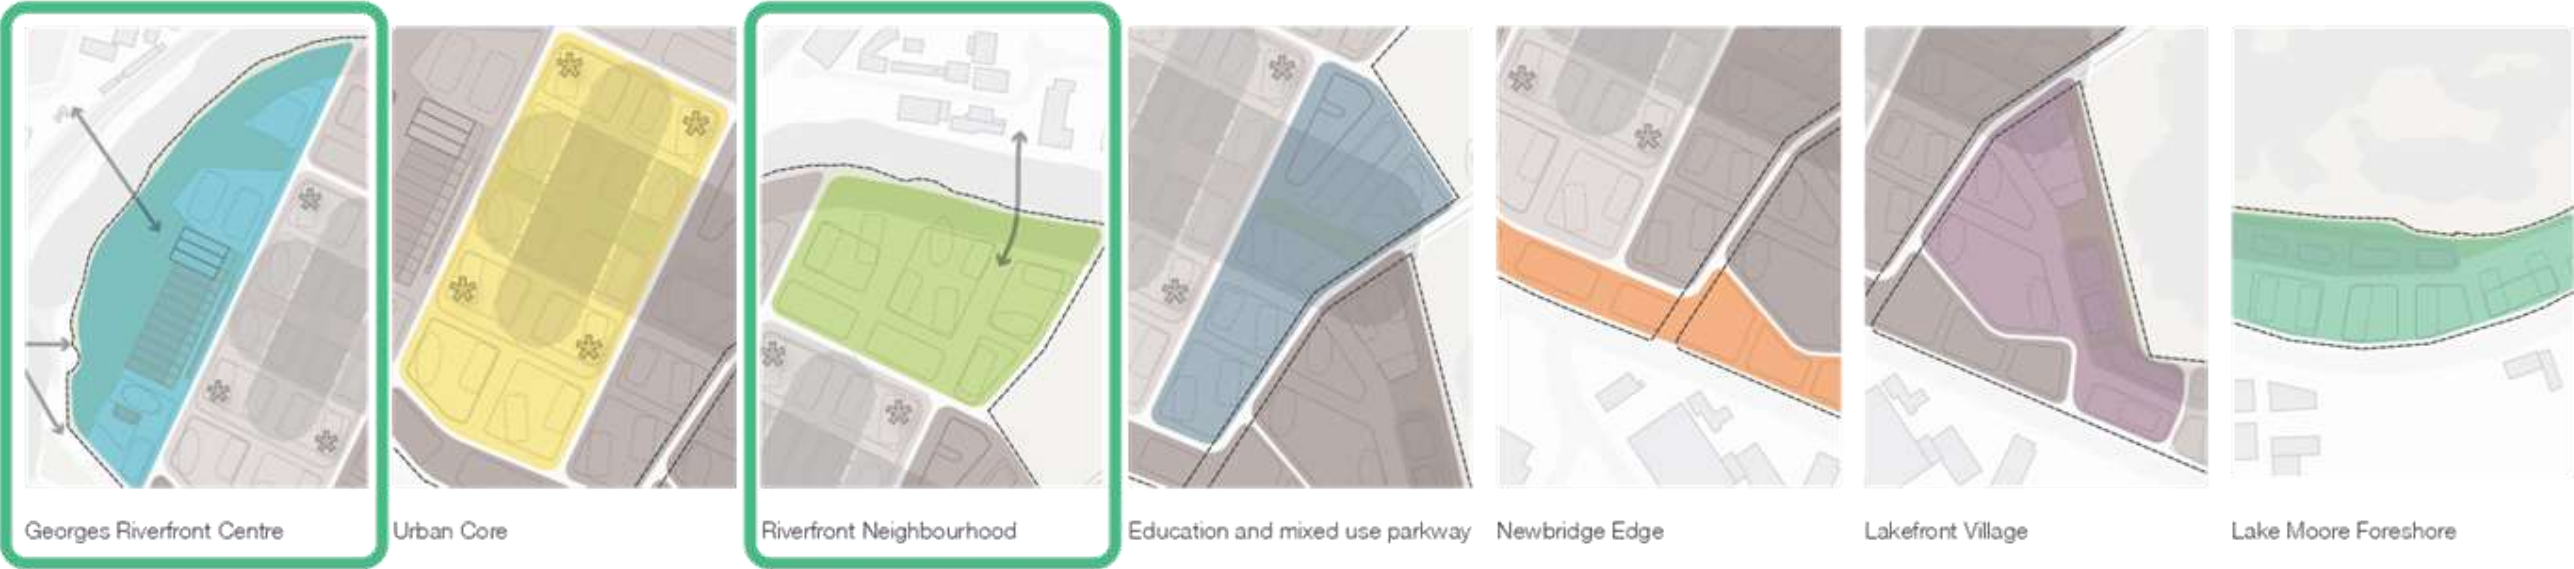 Georges Riverfront Centre
Urban Core
Riverfront Neighbourhood
Education and mixed use parkway
Newbridge Edge
Lakefront Village
Lake Moore Foreshore